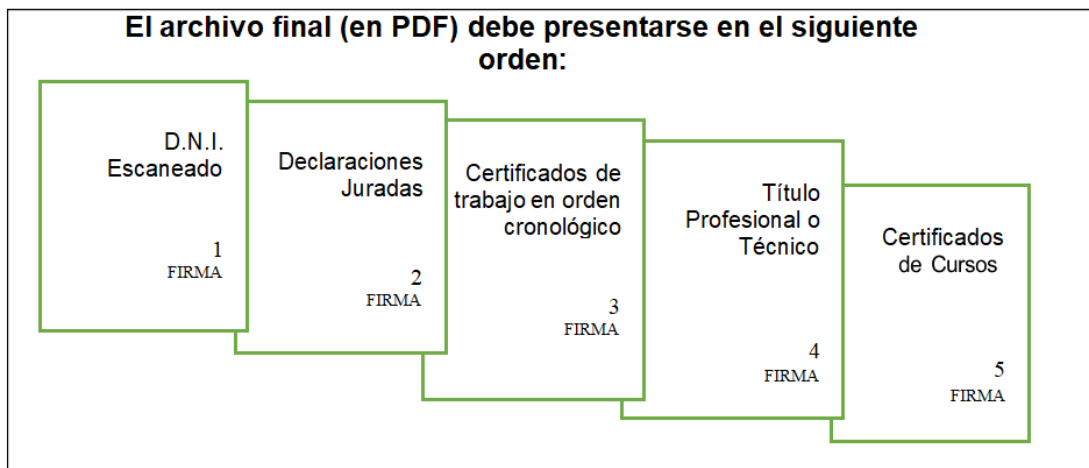 El archivo final (en PDF) debe presentarse en el siguiente
orden:
D.N.I.
Escaneado
1
FIRMA
Declaraciones
Juradas
2
FIRMA
Certificados de
trabajo en orden
cronológico
3
FIRMA
Título
Profesional o
Técnico
4
FIRMA
Certificados
de Cursos
5
FIRMA